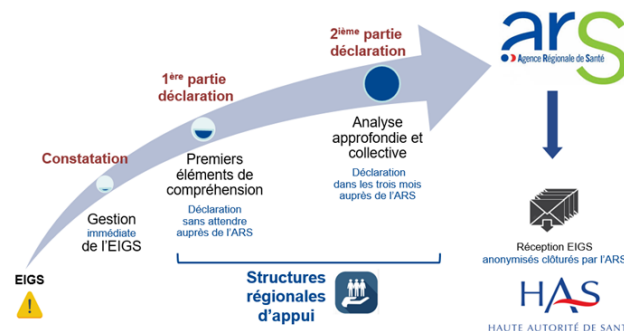 2ième partie
déclaration
ars
Agence Régionale de Santé
1ère partie
déclaration
Constatation
Premiers
éléments de
compréhension
Déclaration
sans attendre
auprès de l'ARS
Analyse
approfondie et
collective
Déclaration
dans les trois mois
auprès de l'ARS
Gestion
immédiate
de l'EIGS
EIGS
Structures
régionales
d'appui
Réception EIGS
anonymisés clôturés par l'ARS
HAS
HAUTE AUTORITÉ DE SANT